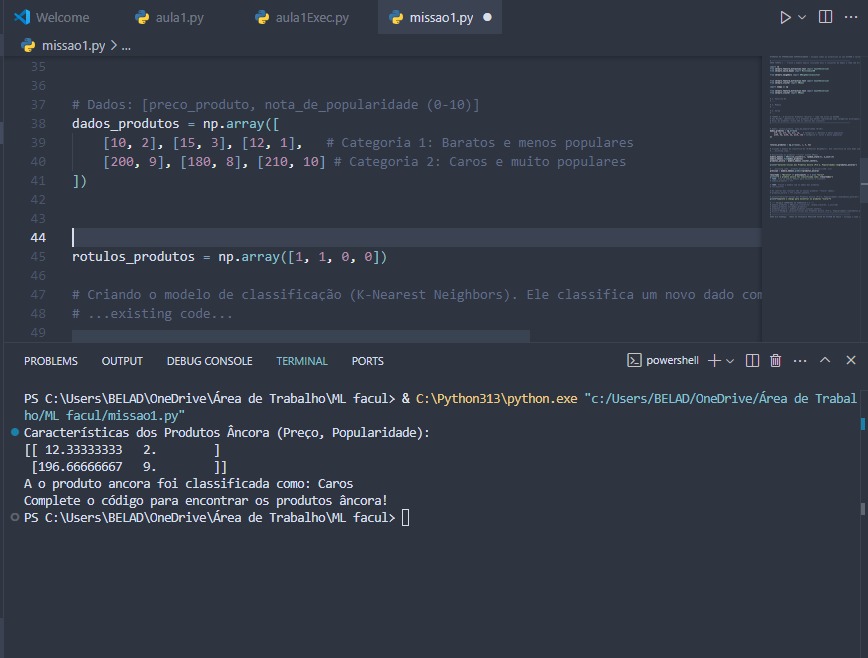 Welcome aula1.py aula1Exec.py missao1.py
missao1.py > ...
35
36
37 # Dados: [preco_produto, nota_de_popularidade (0-10)]
38 dados_produtos = np.array([
39 [10, 2], [15, 3], [12, 1], # Categoria 1: Baratos e menos populares
40 [200, 9], [180, 8], [210, 10] # Categoria 2: Caros e muito populares
41 ])
42
43
44
45 rotulos_produtos = np.array([1, 1, 0, 0])
46
47 # Criando o modelo de classificação (K-Nearest Neighbors). Ele classifica um novo dado com
48 # ...existing code...
49
PROBLEMS OUTPUT DEBUG CONSOLE TERMINAL PORTS powershell
PS C:\Users\BELAD\OneDrive\Área de Trabalho\ML facul> & C:\Python313\python.exe "c:/Users/BELAD/OneDrive/Área de Trabal
ho/ML facul/missao1.py"
Características dos Produtos Âncora (Preço, Popularidade):
[[ 12.33333333 2. ]
[196.66666667 9. ]]
A o produto ancora foi classificada como: Caros
Complete o código para encontrar os produtos âncora!
PS C:\Users\BELAD\OneDrive\Área de Trabalho\ML facul>